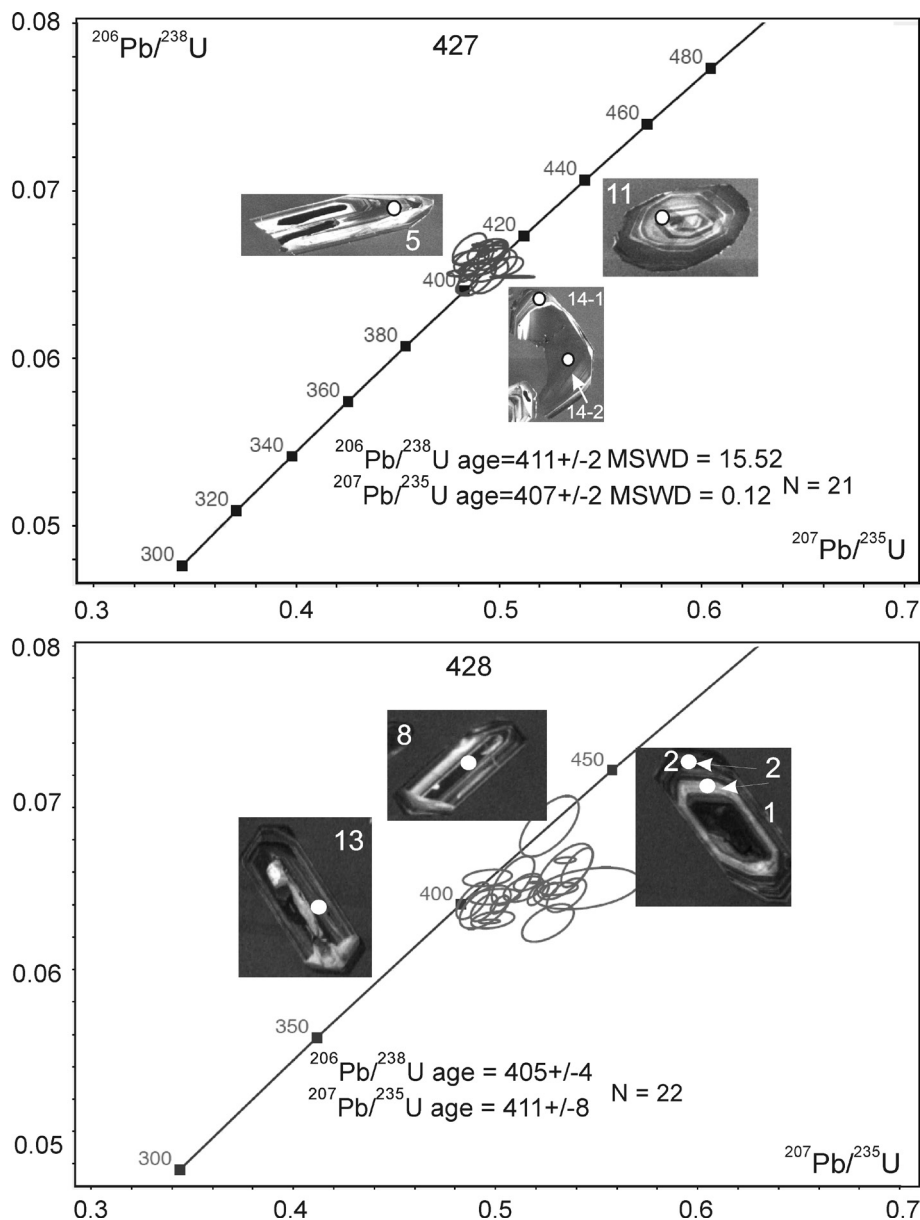 0.08
²⁰⁶Pb/²³⁸U
427
480
460
0.07
440
11
420
5
400
14-1
380
0.06
14-2
360
340
²⁰⁶Pb/²³⁸U age=411+/-2 MSWD = 15.52
²⁰⁷Pb/²³⁵U age=407+/-2 MSWD = 0.12
N = 21
320
0.05
300
²⁰⁷Pb/²³⁵U
0.3 0.4 0.5 0.6 0.7
0.08
428
8
450
2 2
0.07
1
13
400
0.06
350
²⁰⁶Pb/²³⁸U age = 405+/-4
²⁰⁷Pb/²³⁵U age = 411+/-8
N = 22
0.05
300
²⁰⁷Pb/²³⁵U
0.3 0.4 0.5 0.6 0.7